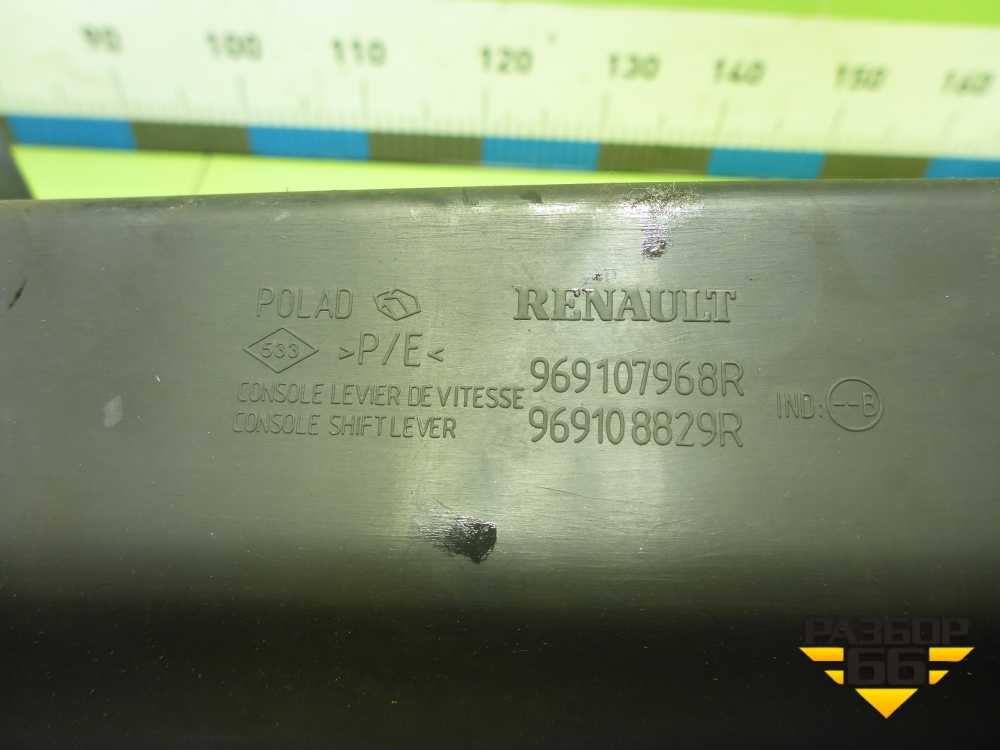 90 100 110 120 130 140 150 160
POLAD
533 >P/E<
CONSOLE LEVIER DE VITESSE
CONSOLE SHIFT LEVER
RENAULT
969107968R
969108829R
IND: --B
РАЗБОР
66